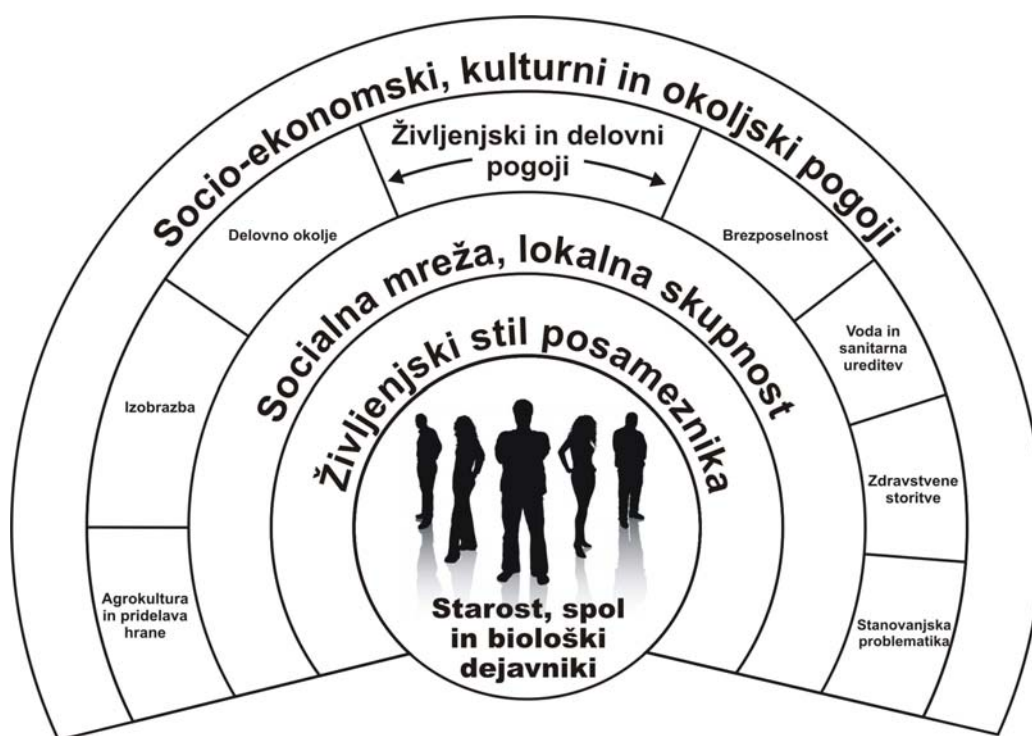 Socio-ekonomski, kulturni in okoljski pogoji
Življenjski in delovni
pogoji
Delovno okolje
Brezposelnost
Socialna mreža, lokalna skupnost
Voda in
sanitarna
ureditev
Življenjski stil posameznika
Izobrazba
Zdravstvene
storitve
Agrokultura
in pridelava
hrane
Starost, spol
in biološki
dejavniki
Stanovanjska
problematika